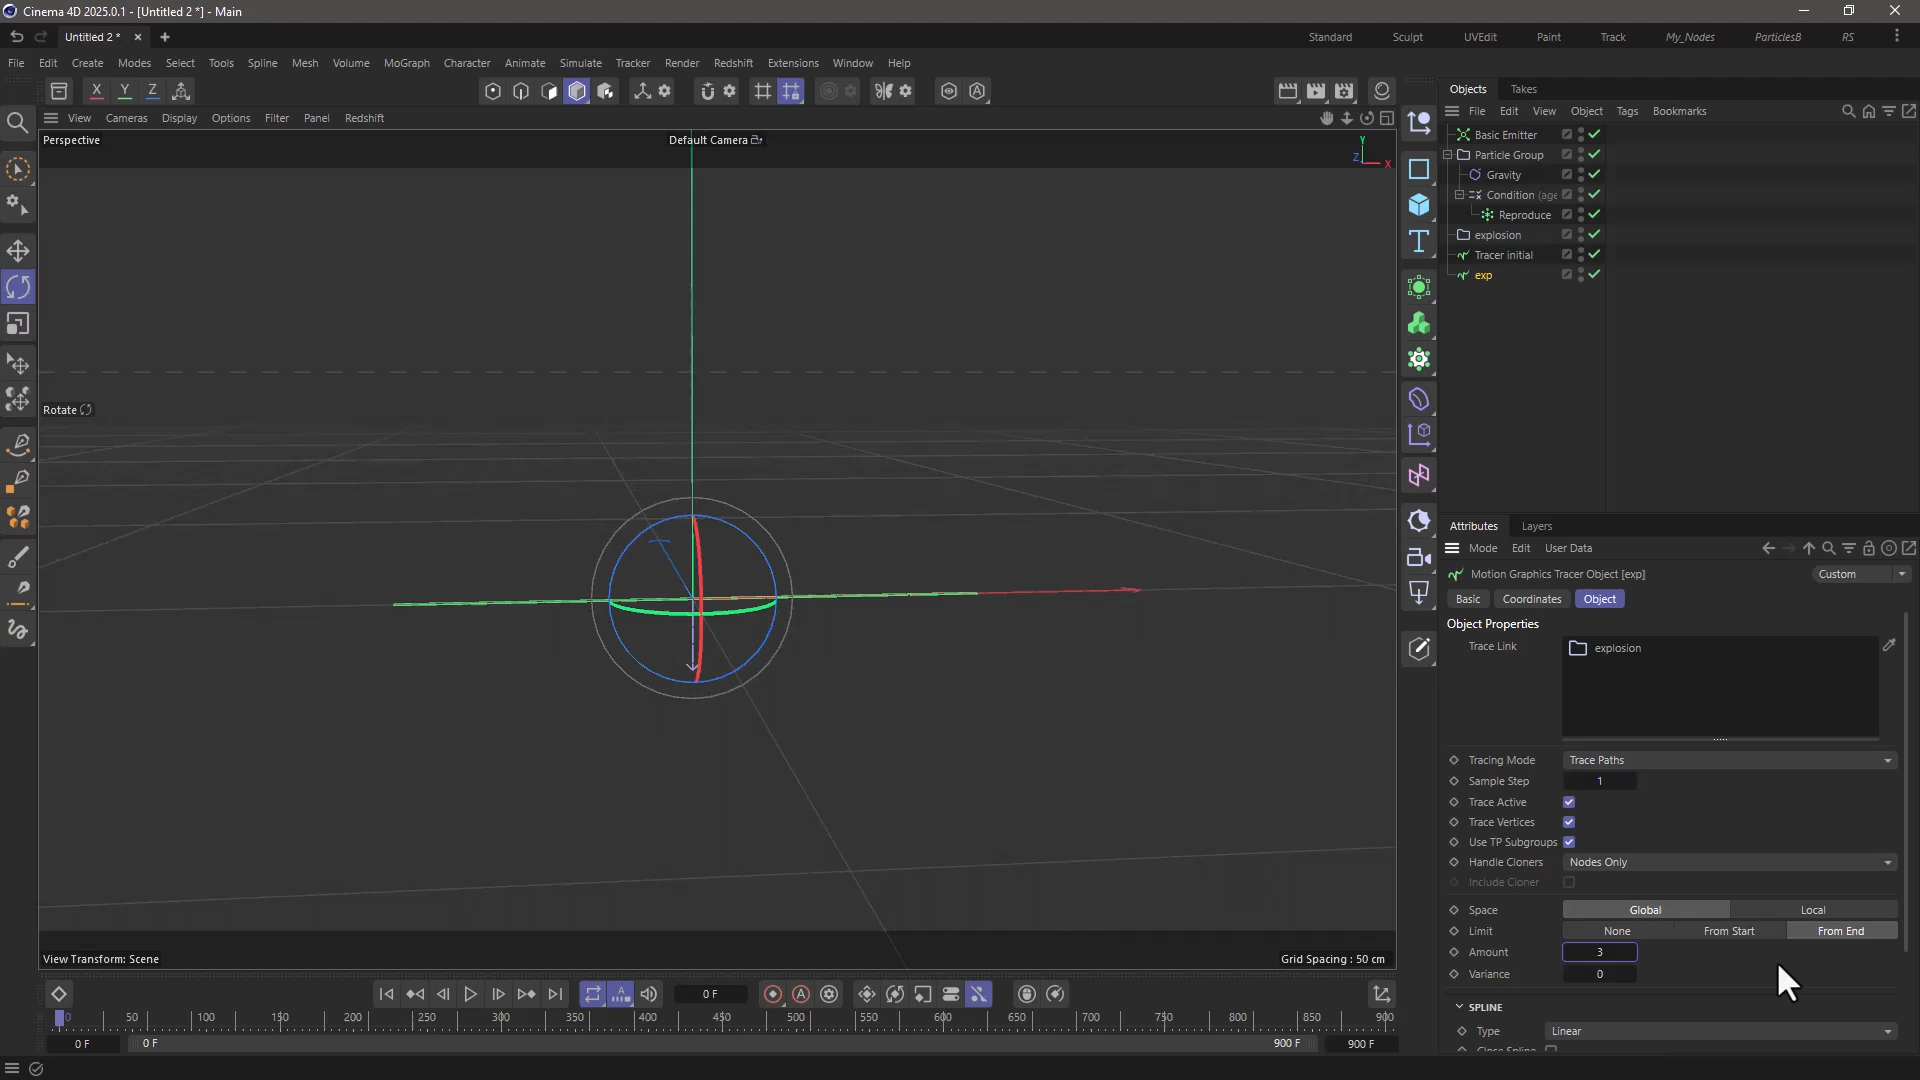 Cinema 4D 2025.0.1 - [Untitled 2 *] - Main
Untitled 2 *
Standard
Sculpt
UVEdit
Paint
Track
My_Nodes
ParticlesB
RS
File Edit Create Modes Select Tools Spline Mesh Volume MoGraph Character Animate Simulate Tracker Render Redshift Extensions Window Help
X Y Z
View Cameras Display Options Filter Panel Redshift
Perspective
Default Camera
Y
Z
X
Rotate
View Transform: Scene
Grid Spacing : 50 cm
Objects Takes
File Edit View Object Tags Bookmarks
Basic Emitter
Particle Group
Gravity
Condition (age
Reproduce
explosion
Tracer initial
exp
Attributes Layers
Mode Edit User Data
Motion Graphics Tracer Object [exp]
Custom
Basic Coordinates Object
Object Properties
Trace Link
explosion
Tracing Mode Trace Paths
Sample Step 1
Trace Active
Trace Vertices
Use TP Subgroups
Handle Cloners Nodes Only
Include Cloner
Space Global Local
Limit None From Start From End
Amount 3
Variance 0
SPLINE
Type Linear
Close Spline
0 F
0 50 100 150 200 250 300 350 400 450 500 550 600 650 700 750 800 850 900
0 F
0 F
900 F
900 F